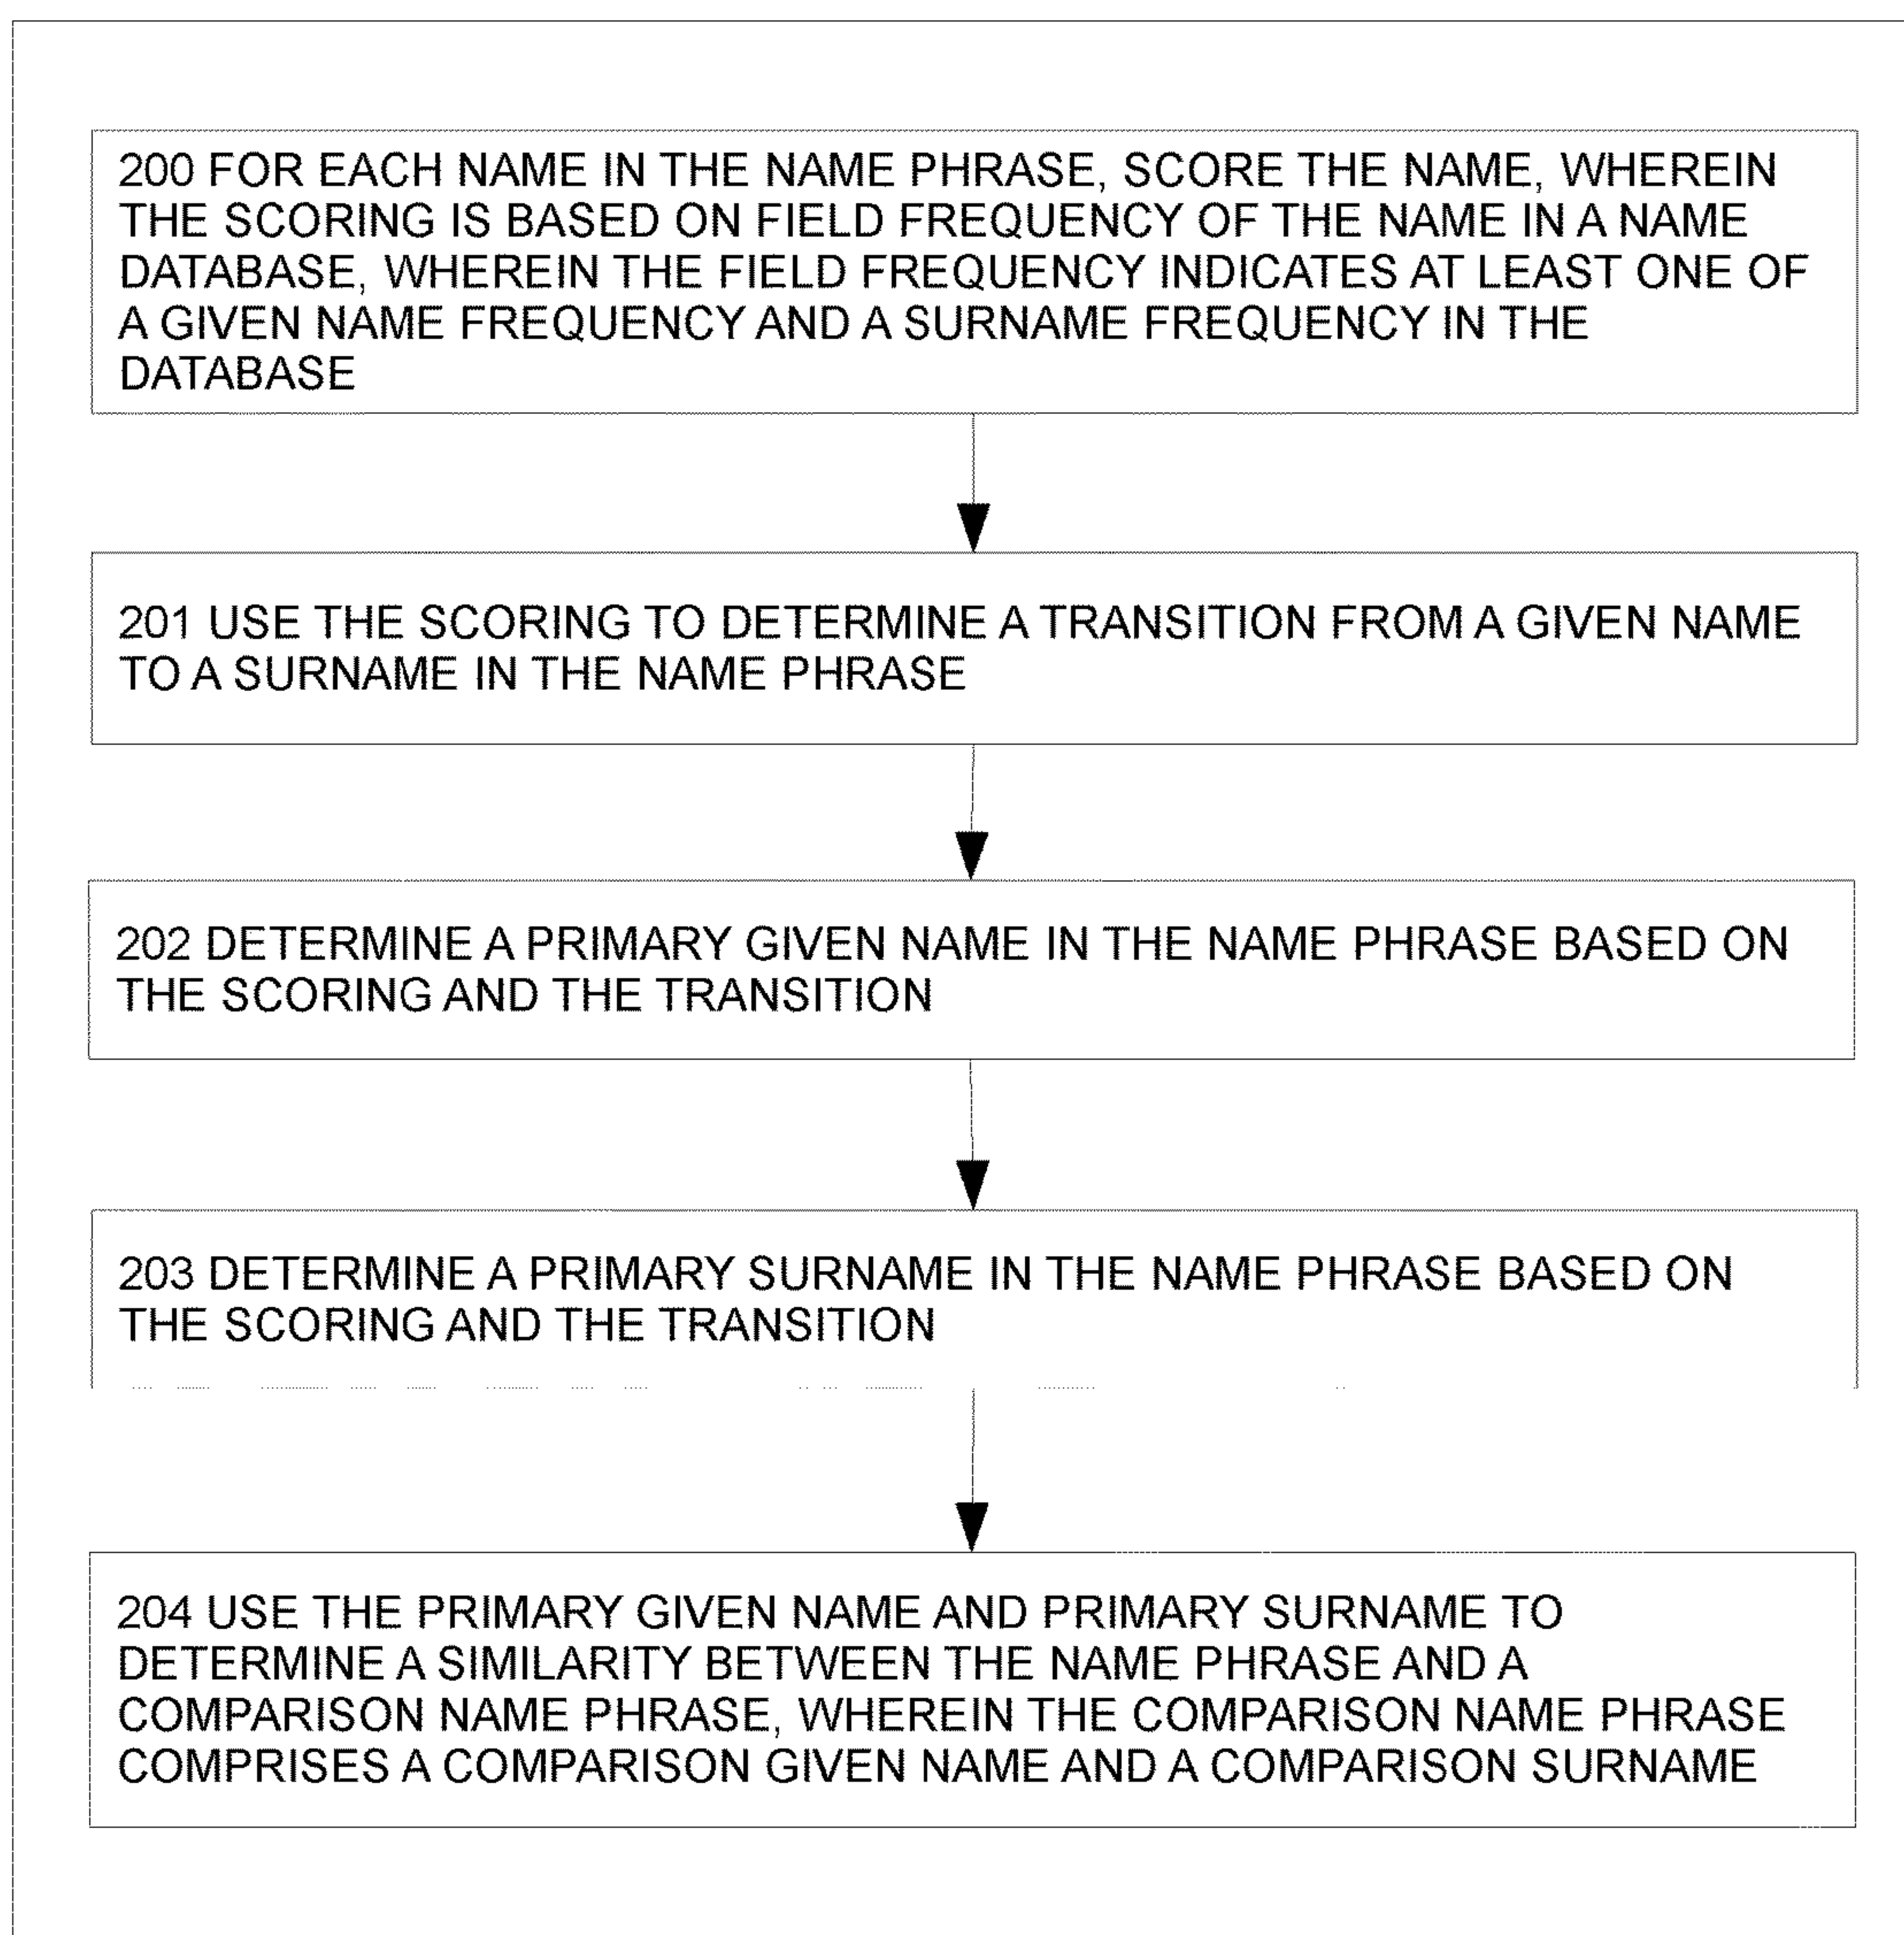 200 FOR EACH NAME IN THE NAME PHRASE, SCORE THE NAME, WHEREIN
THE SCORING IS BASED ON FIELD FREQUENCY OF THE NAME IN A NAME
DATABASE, WHEREIN THE FIELD FREQUENCY INDICATES AT LEAST ONE OF
A GIVEN NAME FREQUENCY AND A SURNAME FREQUENCY IN THE
DATABASE
201 USE THE SCORING TO DETERMINE A TRANSITION FROM A GIVEN NAME
TO A SURNAME IN THE NAME PHRASE
202 DETERMINE A PRIMARY GIVEN NAME IN THE NAME PHRASE BASED ON
THE SCORING AND THE TRANSITION
203 DETERMINE A PRIMARY SURNAME IN THE NAME PHRASE BASED ON
THE SCORING AND THE TRANSITION
204 USE THE PRIMARY GIVEN NAME AND PRIMARY SURNAME TO
DETERMINE A SIMILARITY BETWEEN THE NAME PHRASE AND A
COMPARISON NAME PHRASE, WHEREIN THE COMPARISON NAME PHRASE
COMPRISES A COMPARISON GIVEN NAME AND A COMPARISON SURNAME